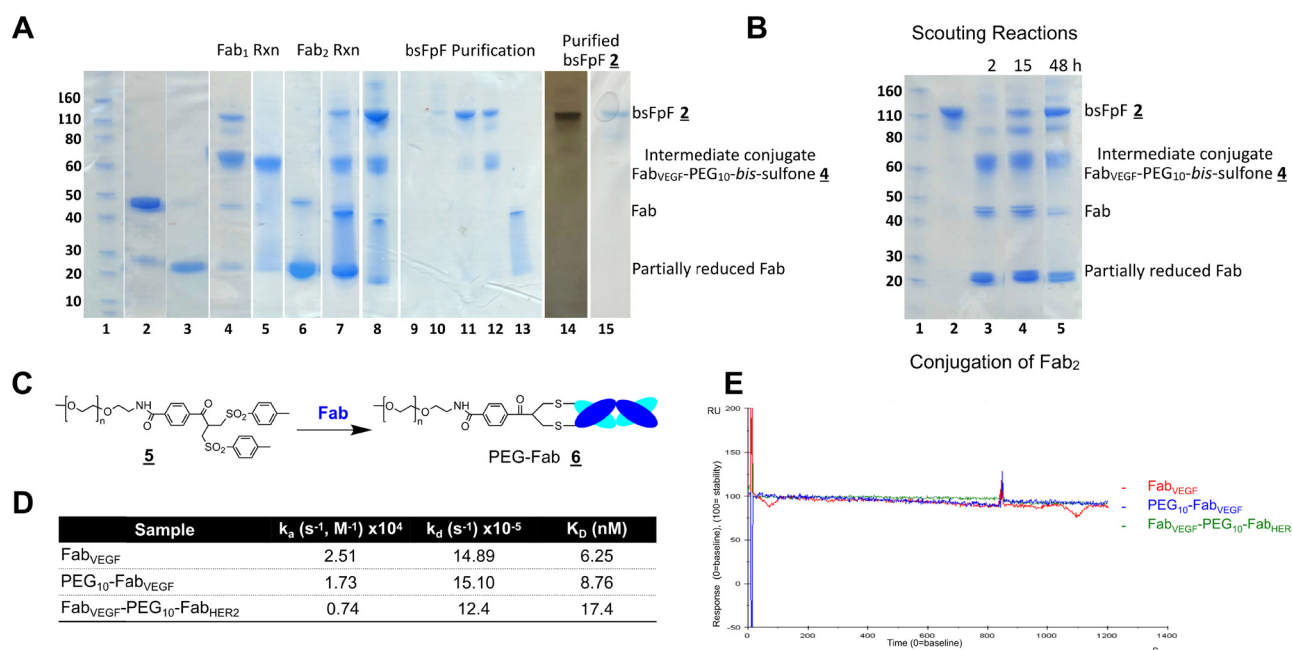 A
Fab1 Rxn
Fab2 Rxn
bsFpF Purification
Purified
bsFpF 2
160
110
80
60
50
40
30
20
10
bsFpF 2
Intermediate conjugate
FabVEGF-PEG10-bis-sulfone 4
Fab
Partially reduced Fab
1 2 3 4 5 6 7 8 9 10 11 12 13 14 15
B
Scouting Reactions
2 15 48 h
160
110
80
60
50
40
30
20
bsFpF 2
Intermediate conjugate
FabVEGF-PEG10-bis-sulfone 4
Fab
Partially reduced Fab
1 2 3 4 5
Conjugation of Fab2
C
O O NH O O SO2 SO2 n
5
Fab
O O NH O O S S n
PEG-Fab 6
D
Sample ka (s-1, M-1) x10^4 kd (s-1) x10-5 KD (nM)
FabVEGF 2.51 14.89 6.25
PEG10-FabVEGF 1.73 15.10 8.76
FabVEGF-PEG10-FabHER2 0.74 12.4 17.4
E
RU
200
150
100
50
0
-50
Response (0=baseline), (100= stability)
0 200 400 600 800 1000 1200 1400
Time (0=baseline)
- FabVEGF
- PEG10-FabVEGF
- FabVEGF-PEG10-FabHER